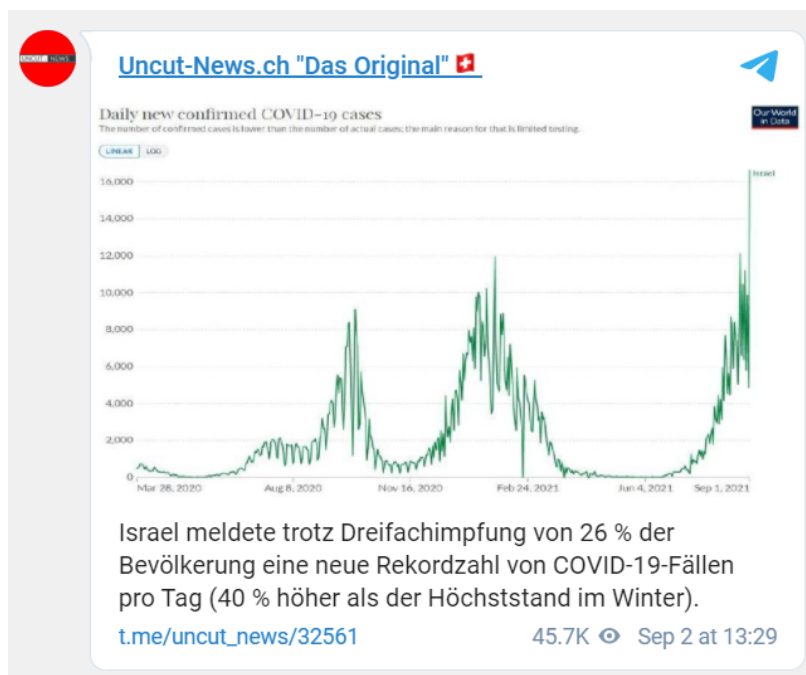 UNCUT-NEWS
Uncut-News.ch "Das Original"
Daily new confirmed COVID-19 cases
The number of confirmed cases is lower than the number of actual cases; the main reason for that is limited testing.
Our World
in Data
LINEAR LOG
Israel
16,000
14,000
12,000
10,000
8,000
6,000
4,000
2,000
0
Mar 28, 2020 Aug 8, 2020 Nov 16, 2020 Feb 24, 2021 Jun 4, 2021 Sep 1, 2021
Israel meldete trotz Dreifachimpfung von 26 % der
Bevölkerung eine neue Rekordzahl von COVID-19-Fällen
pro Tag (40 % höher als der Höchststand im Winter).
t.me/uncut_news/32561 45.7K Sep 2 at 13:29